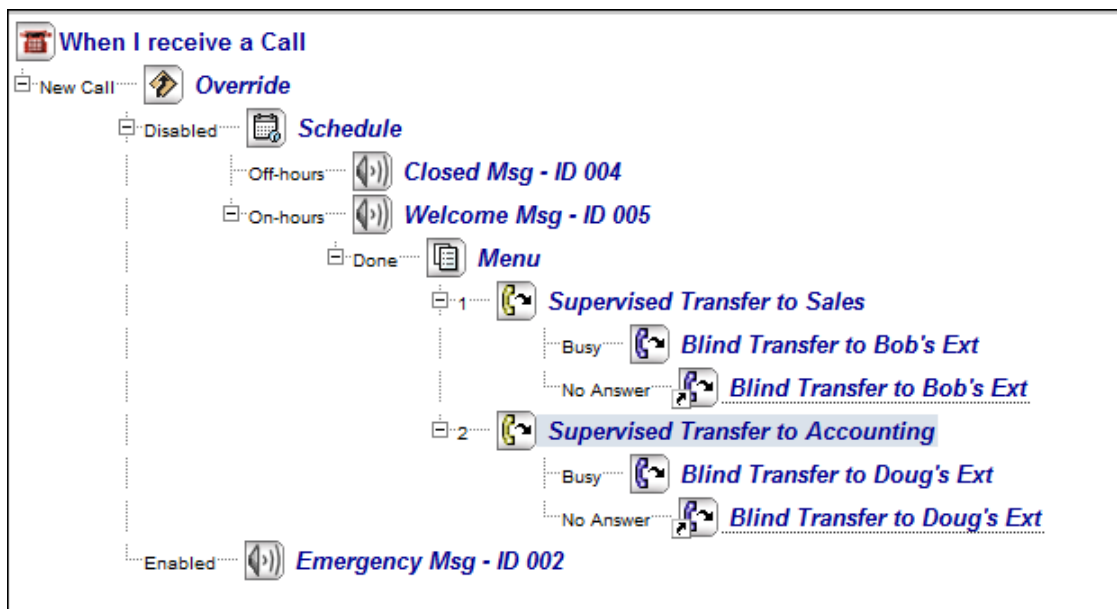 When I receive a Call
New Call Override
Disabled Schedule
Off-hours Closed Msg - ID 004
On-hours Welcome Msg - ID 005
Done Menu
1 Supervised Transfer to Sales
Busy Blind Transfer to Bob's Ext
No Answer Blind Transfer to Bob's Ext
2 Supervised Transfer to Accounting
Busy Blind Transfer to Doug's Ext
No Answer Blind Transfer to Doug's Ext
Enabled Emergency Msg - ID 002